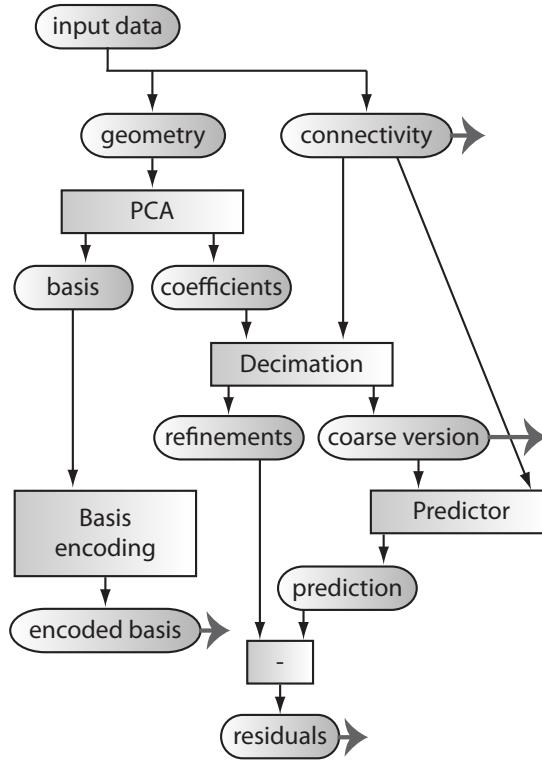 input data
geometry
connectivity
PCA
basis
coefficients
Decimation
refinements
coarse version
Basis
encoding
Predictor
prediction
encoded basis
-
residuals